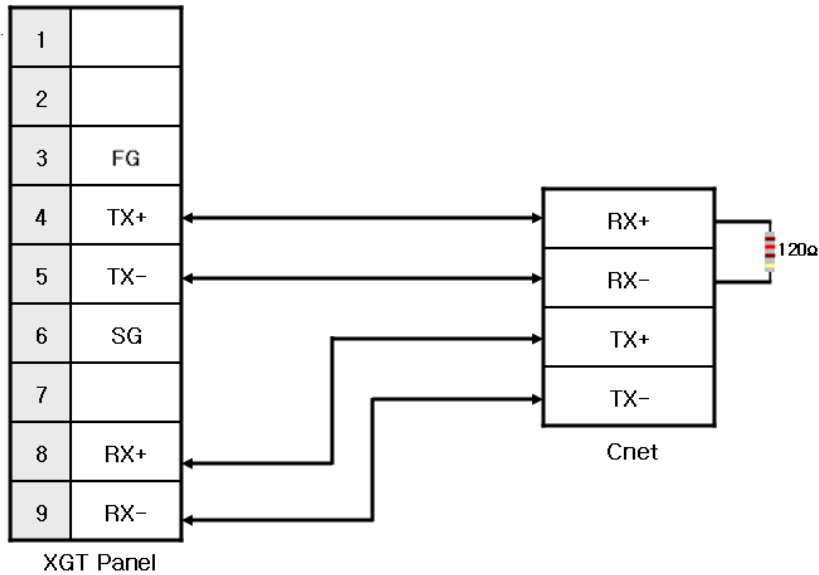 1
2
3 FG
4 TX+
5 TX-
6 SG
7
8 RX+
9 RX-
XGT Panel
RX+
RX-
TX+
TX-
Cnet
120Ω